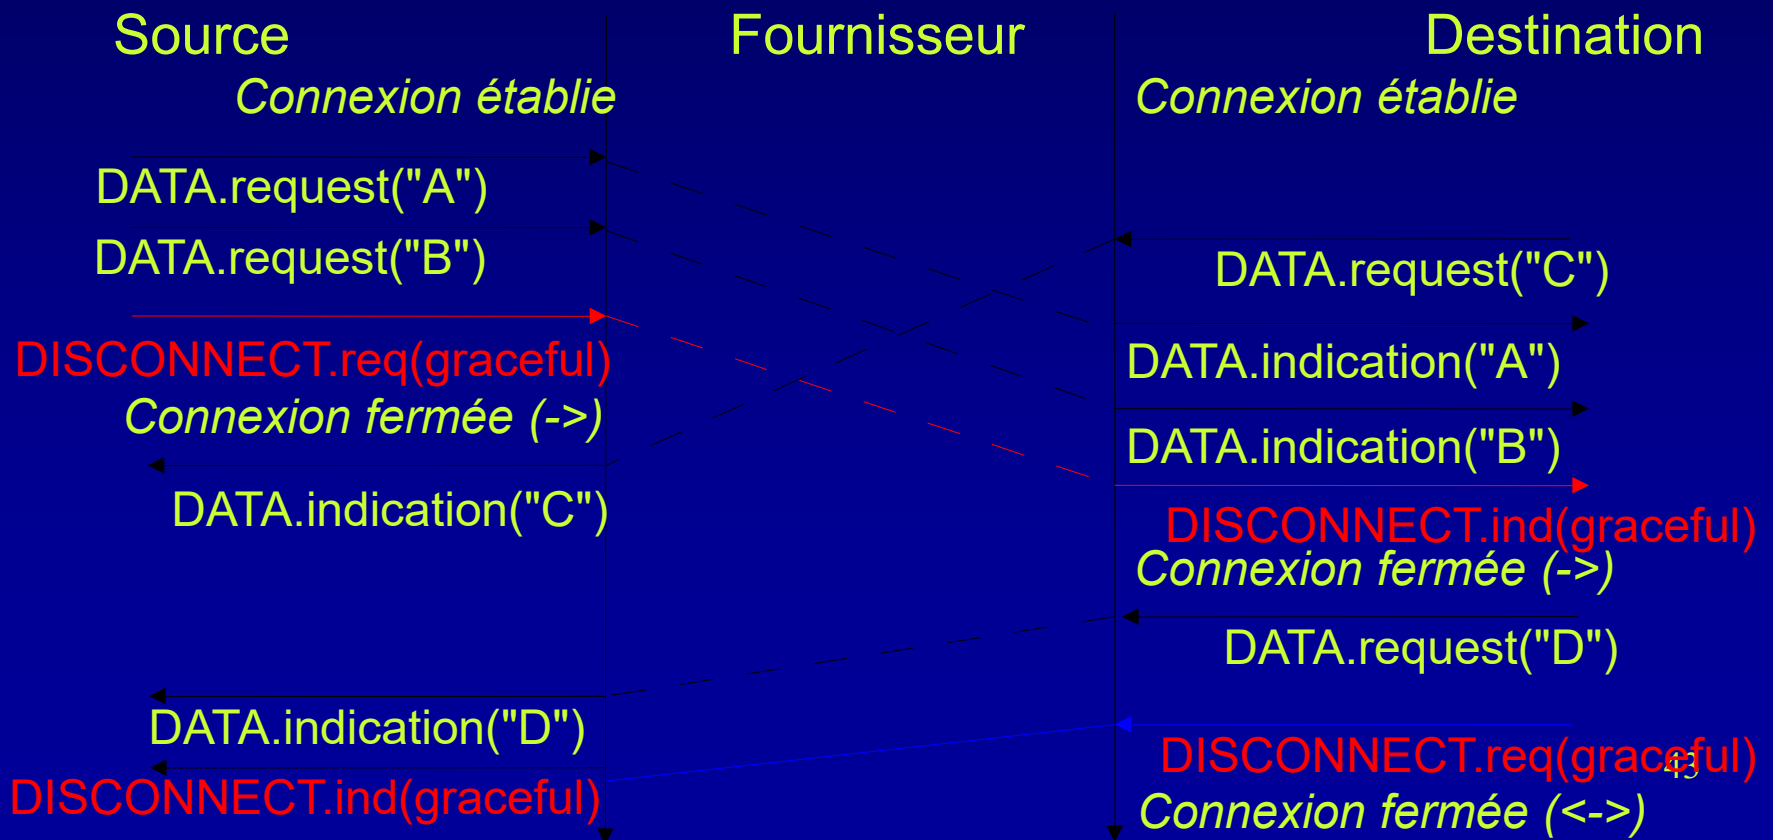 Source Fournisseur Destination
Connexion établie Connexion établie
DATA.request("A")
DATA.request("B")
DATA.request("C")
DISCONNECT.req(graceful)
DATA.indication("A")
Connexion fermée (->)
DATA.indication("B")
DATA.indication("C")
DISCONNECT.ind(graceful)
Connexion fermée (->)
DATA.request("D")
DATA.indication("D")
DISCONNECT.req(graceful)
43
DISCONNECT.ind(graceful)
Connexion fermée (<->)